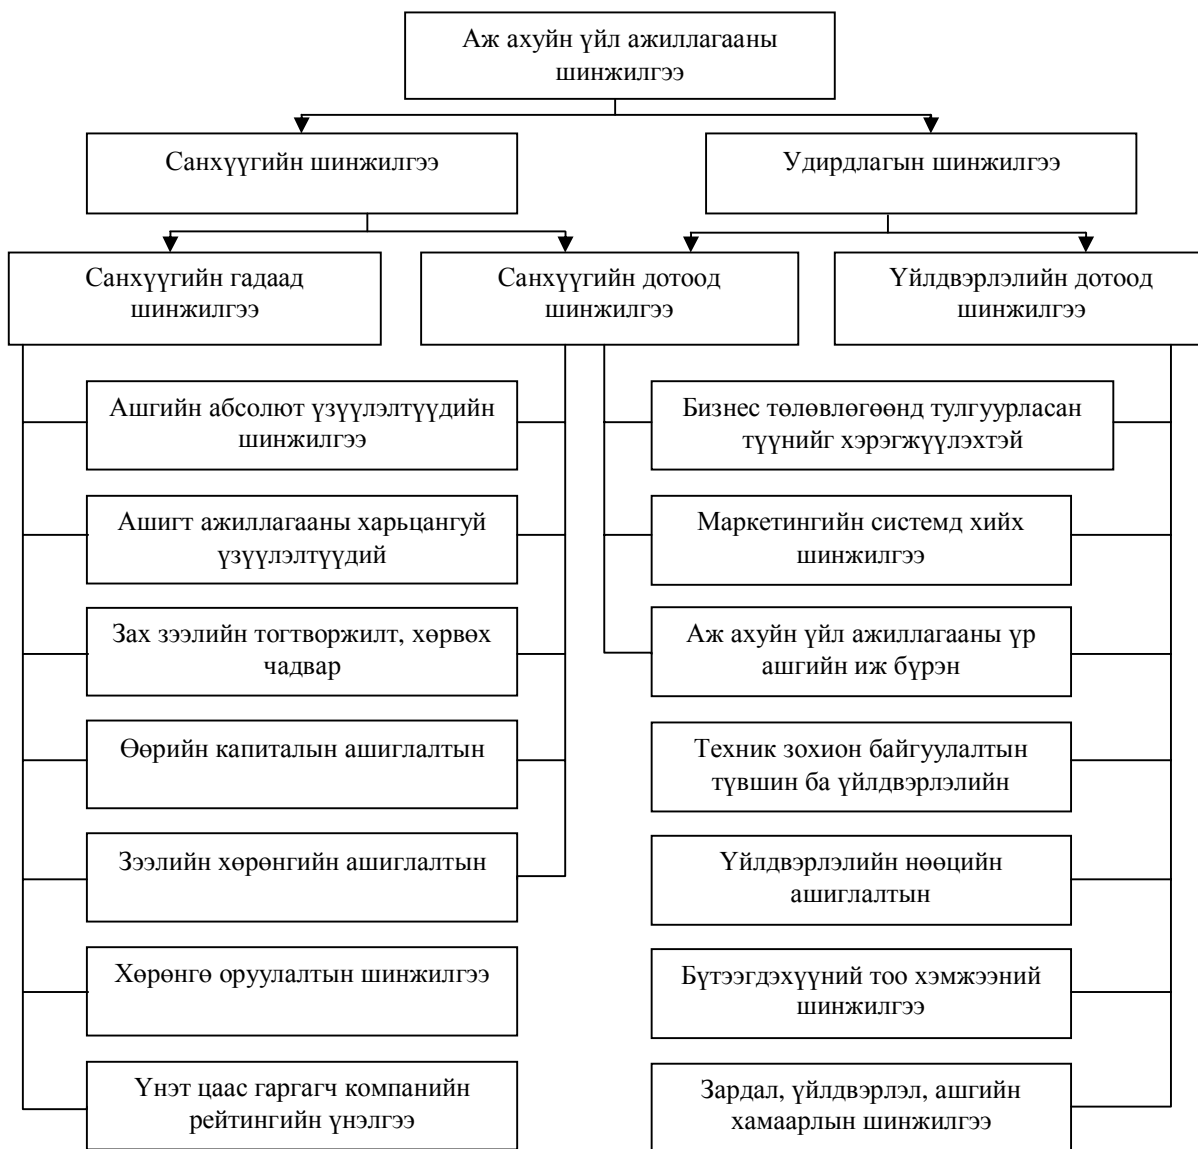 Аж ахуйн үйл ажиллагааны
шинжилгээ
Санхүүгийн шинжилгээ
Удирдлагын шинжилгээ
Санхүүгийн гадаад
шинжилгээ
Санхүүгийн дотоод
шинжилгээ
Үйлдвэрлэлийн дотоод
шинжилгээ
Ашгийн абсолют үзүүлэлтүүдийн
шинжилгээ
Бизнес төлөвлөгөөнд тулгуурласан
түүнийг хэрэгжүүлэхтэй
Ашигт ажиллагааны харьцангуй
үзүүлэлтүүдий
Маркетингийн системд хийх
шинжилгээ
Зах зээлийн тогтворжилт, хөрвөх
чадвар
Аж ахуйн үйл ажиллагааны үр
ашгийн иж бүрэн
Өөрийн капиталын ашиглалтын
Техник зохион байгуулалтын
түвшин ба үйлдвэрлэлийн
Зээлийн хөрөнгийн ашиглалтын
Үйлдвэрлэлийн нөөцийн
ашиглалтын
Хөрөнгө оруулалтын шинжилгээ
Бүтээгдэхүүний тоо хэмжээний
шинжилгээ
Үнэт цаас гаргагч компанийн
рейтингийн үнэлгээ
Зардал, үйлдвэрлэл, ашгийн
хамаарлын шинжилгээ